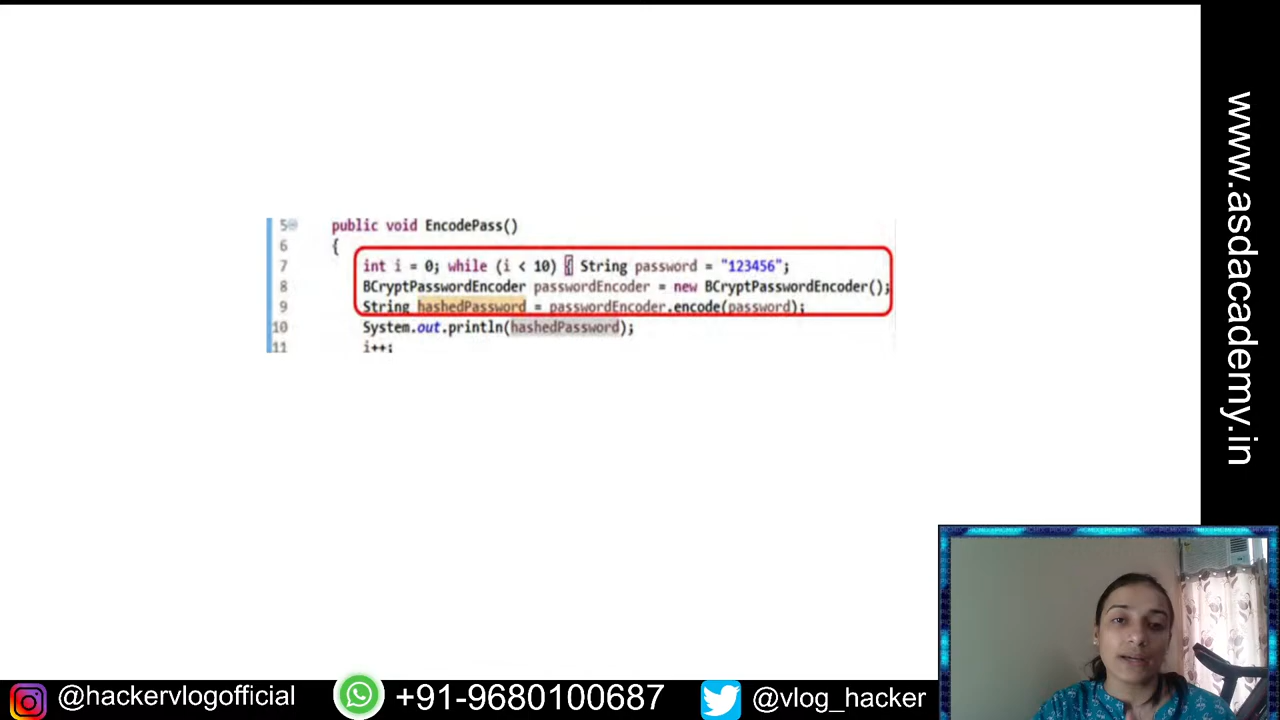 5 public void EncodePass()
6 {
7 int i = 0; while (i < 10) { String password = "123456";
8 BCryptPasswordEncoder passwordEncoder = new BCryptPasswordEncoder();
9 String hashedPassword = passwordEncoder.encode(password);
10 System.out.println(hashedPassword);
11 i++;
www.asdacademy.in
@hackervlogofficial +91-9680100687 @vlog_hacker